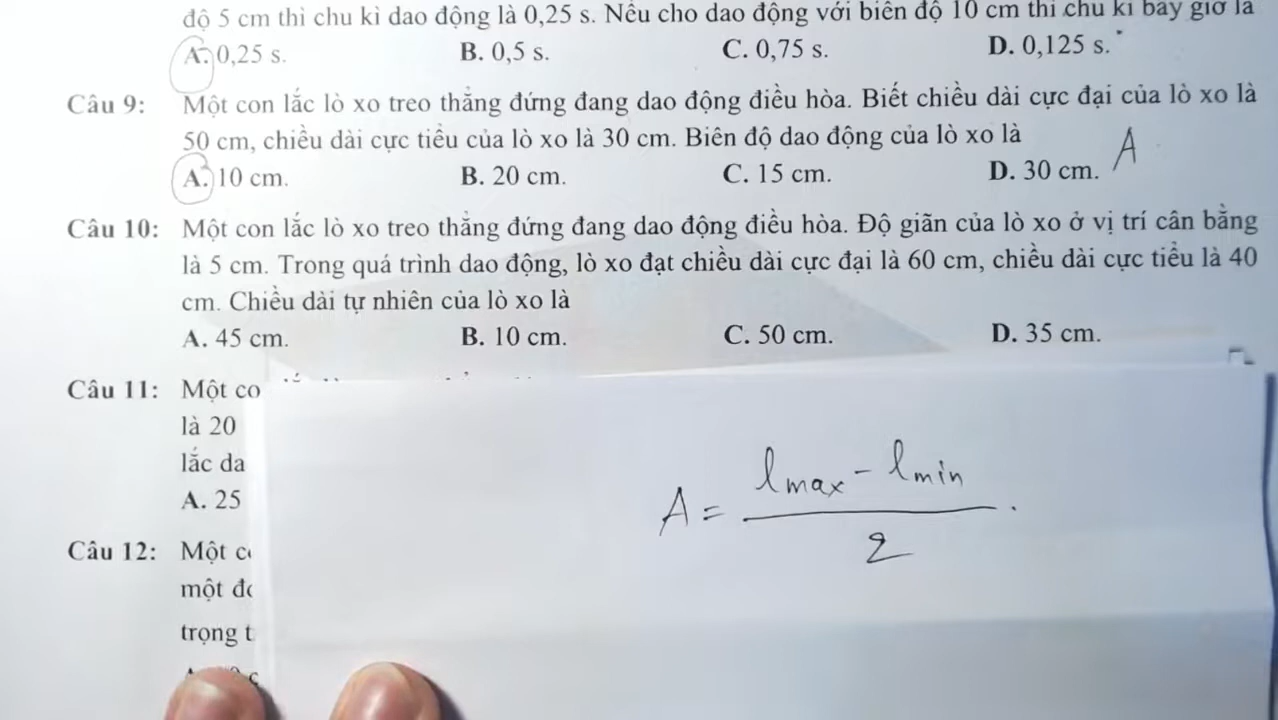 độ 5 cm thì chu kì dao động là 0,25 s. Nếu cho dao động với biên độ 10 cm thì chu kì bây giờ là
A. 0,25 s. B. 0,5 s. C. 0,75 s. D. 0,125 s.
Câu 9: Một con lắc lò xo treo thẳng đứng đang dao động điều hòa. Biết chiều dài cực đại của lò xo là
50 cm, chiều dài cực tiểu của lò xo là 30 cm. Biên độ dao động của lò xo là
A
A. 10 cm. B. 20 cm. C. 15 cm. D. 30 cm.
Câu 10: Một con lắc lò xo treo thẳng đứng đang dao động điều hòa. Độ giãn của lò xo ở vị trí cân bằng
là 5 cm. Trong quá trình dao động, lò xo đạt chiều dài cực đại là 60 cm, chiều dài cực tiểu là 40
cm. Chiều dài tự nhiên của lò xo là
A. 45 cm. B. 10 cm. C. 50 cm. D. 35 cm.
Câu 11: Một co
là 20
lắc da
A. 25
Câu 12: Một c
một đ
trọng t
A = (lmax - lmin) / 2.